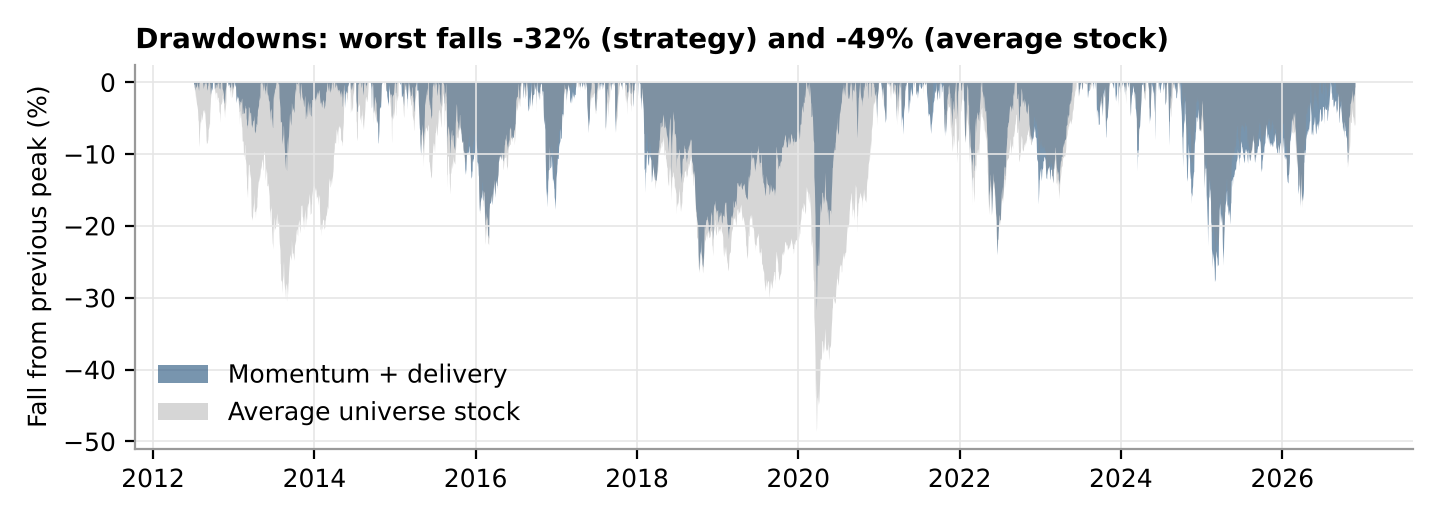 Drawdowns: worst falls -32% (strategy) and -49% (average stock)
Fall from previous peak (%)
0
−10
−20
−30
−40
−50
Momentum + delivery
Average universe stock
2012 2014 2016 2018 2020 2022 2024 2026